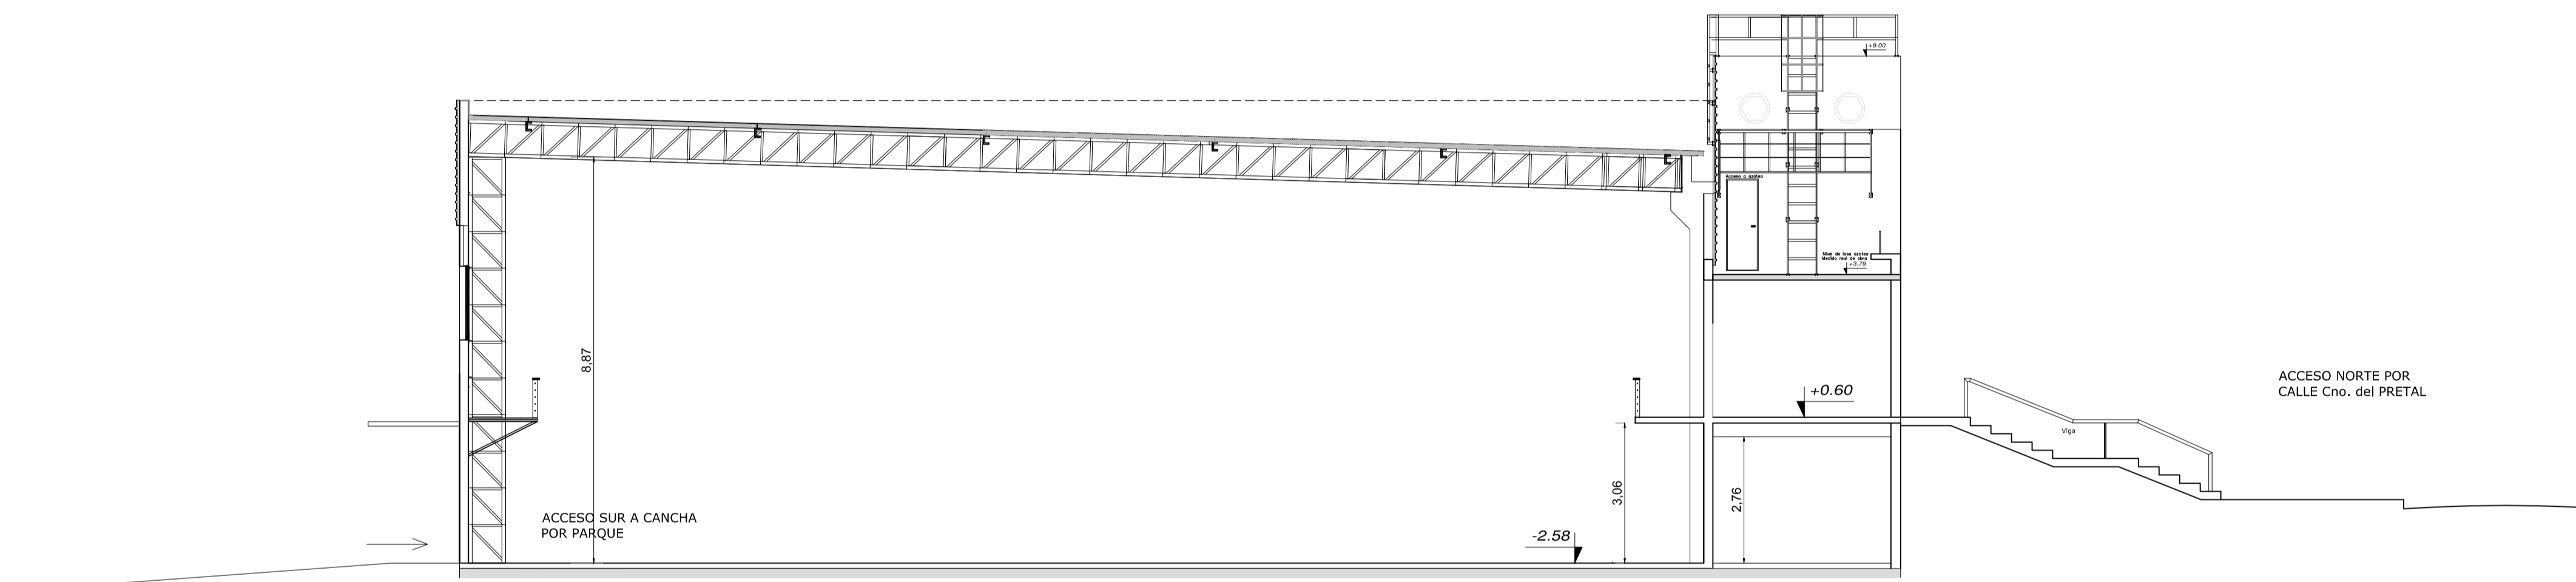 +9.00
Acceso a azotea
Nivel de losa azotea
Medida real de obra
+3.79
8,87
+0.60
ACCESO NORTE POR
CALLE Cno. del PRETAL
Viga
3,06
2,76
ACCESO SUR A CANCHA
POR PARQUE
-2.58